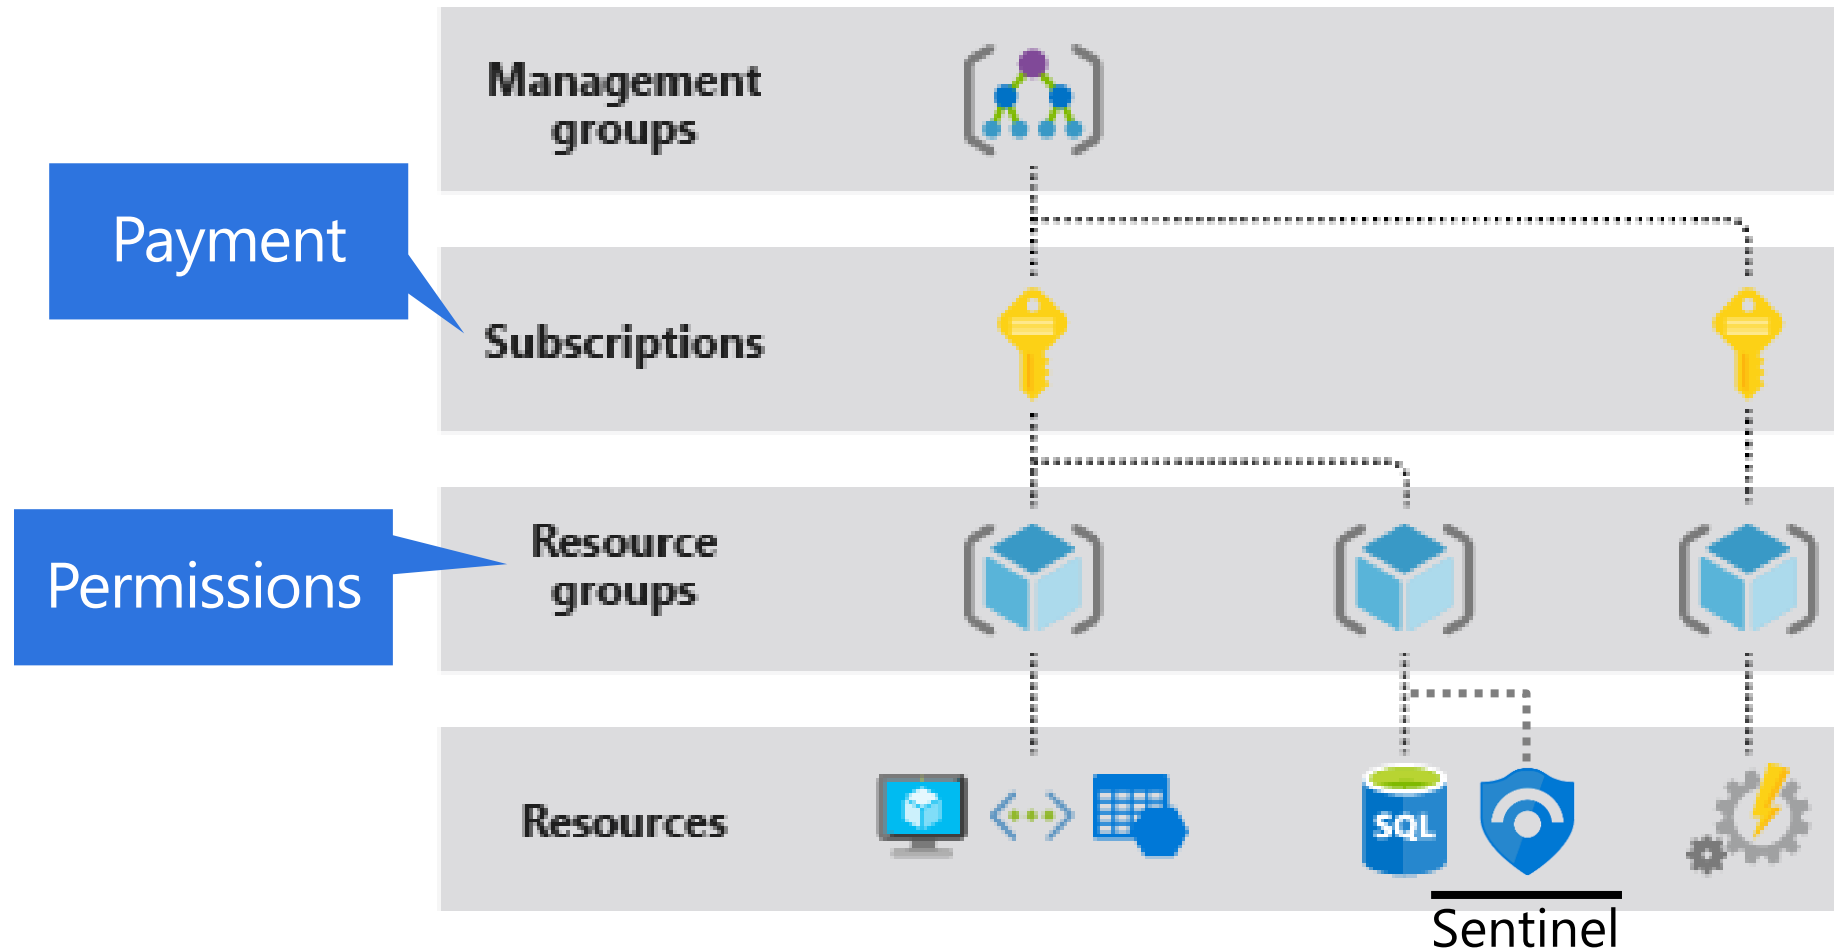 Management
groups
Payment
Subscriptions
Resource
groups
Permissions
Resources
SQL
Sentinel